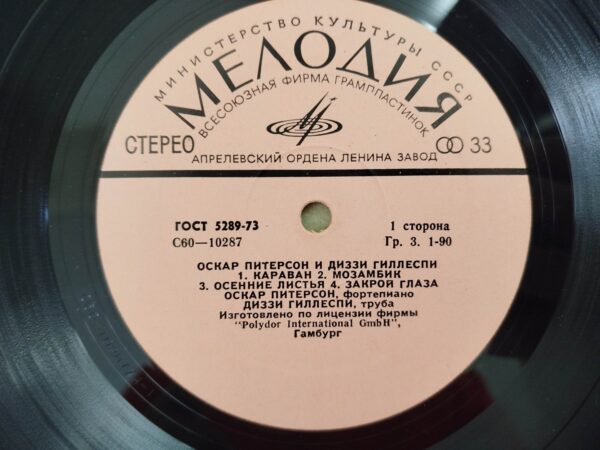 МИНИСТЕРСТВО КУЛЬТУРЫ СССР
МЕЛОДИЯ
ВСЕСОЮЗНАЯ ФИРМА ГРАМПЛАСТИНОК
СТЕРЕО
33
АПРЕЛЕВСКИЙ ОРДЕНА ЛЕНИНА ЗАВОД
ГОСТ 5289-73
1 сторона
С60—10287
Гр. 3. 1-90
ОСКАР ПИТЕРСОН И ДИЗЗИ ГИЛЛЕСПИ
1. КАРАВАН 2. МОЗАМБИК
3. ОСЕННИЕ ЛИСТЬЯ 4. ЗАКРОЙ ГЛАЗА
ОСКАР ПИТЕРСОН, фортепиано
ДИЗЗИ ГИЛЛЕСПИ, труба
Изготовлено по лицензии фирмы
"Polydor International GmbH",
Гамбург